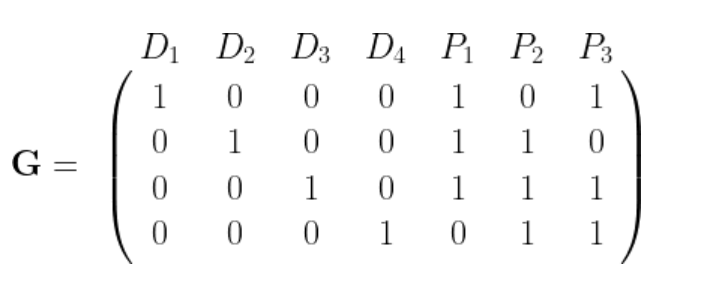 D₁ D₂ D₃ D₄ P₁ P₂ P₃
1 0 0 0 1 0 1
0 1 0 0 1 1 0
G =
0 0 1 0 1 1 1
0 0 0 1 0 1 1